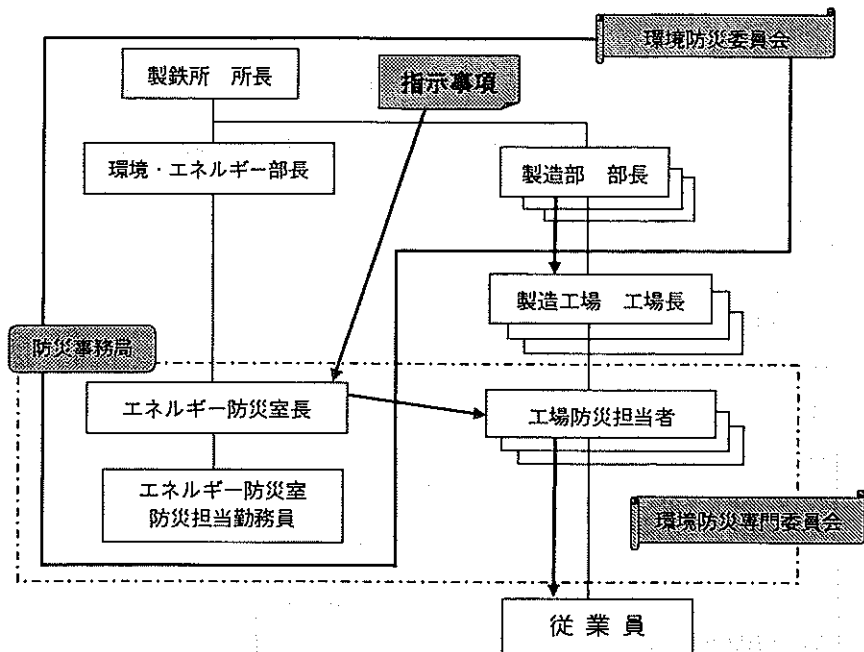 環境防災委員会
製鉄所 所長
指示事項
環境・エネルギー部長
製造部 部長
製造工場 工場長
防災事務局
エネルギー防災室長
工場防災担当者
エネルギー防災室
防災担当勤務員
環境防災専門委員会
従業員